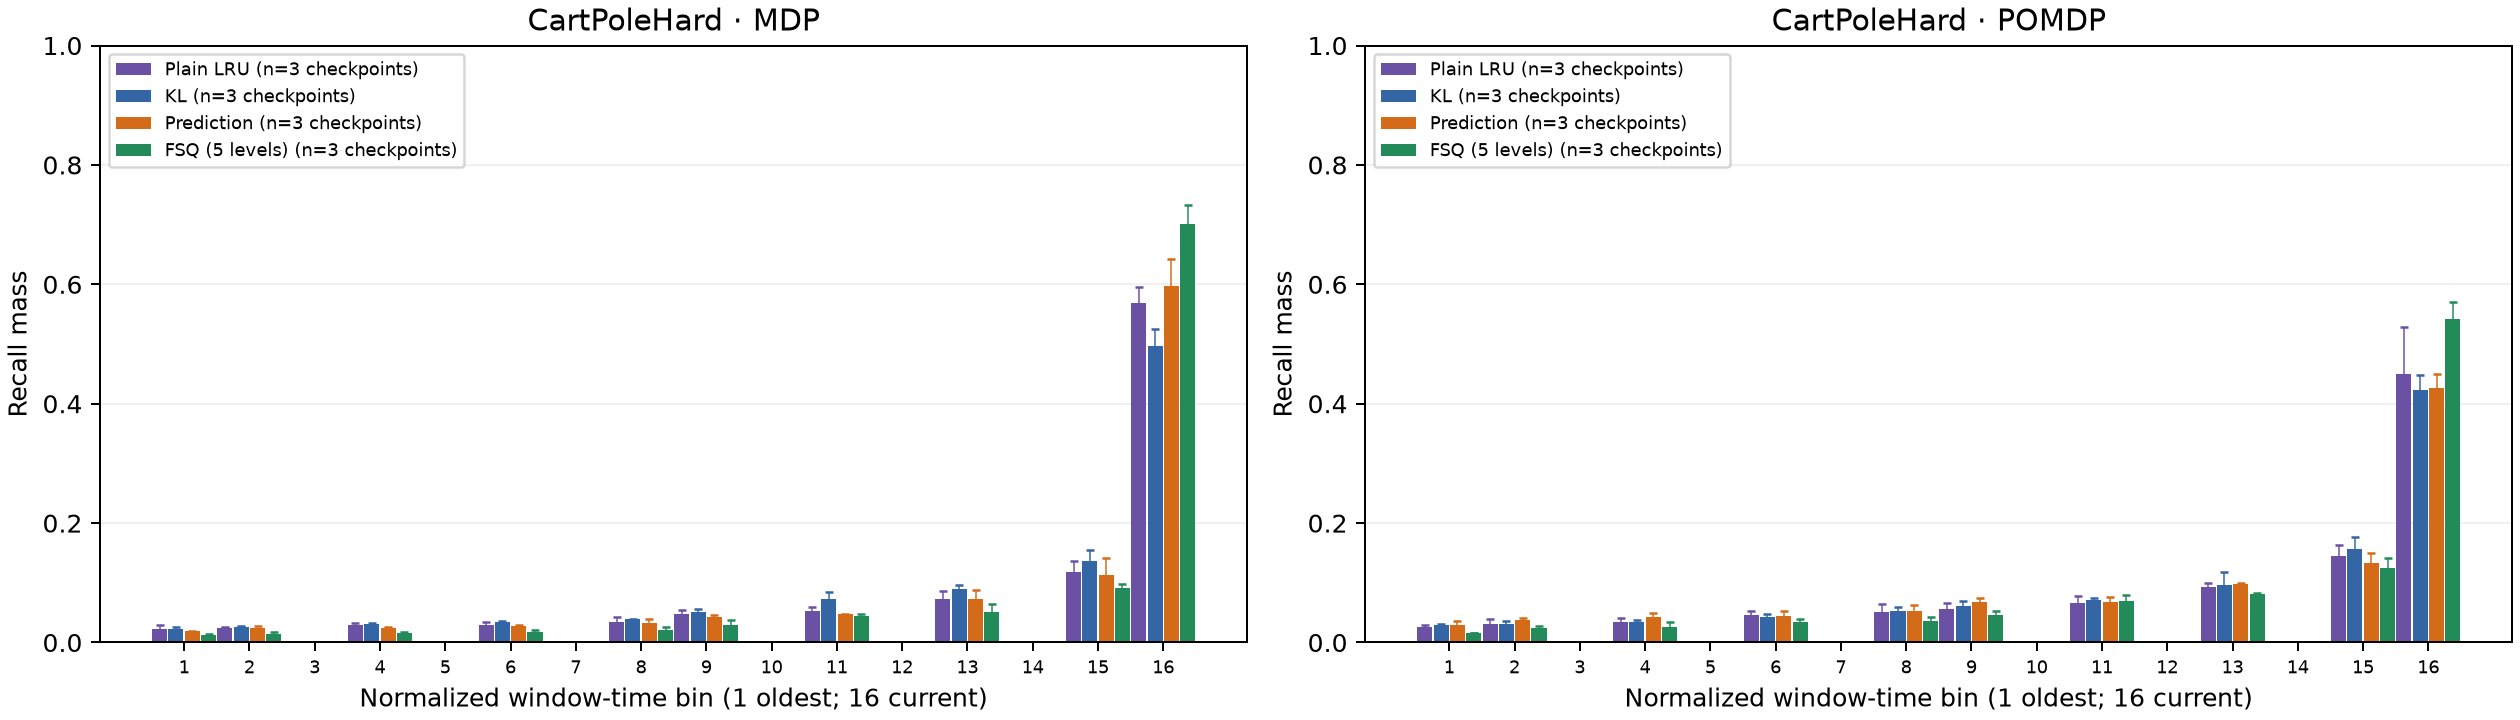 CartPoleHard · MDP
Recall mass
1.0
0.8
0.6
0.4
0.2
0.0
Plain LRU (n=3 checkpoints)
KL (n=3 checkpoints)
Prediction (n=3 checkpoints)
FSQ (5 levels) (n=3 checkpoints)
1 2 3 4 5 6 7 8 9 10 11 12 13 14 15 16
Normalized window-time bin (1 oldest; 16 current)
CartPoleHard · POMDP
Recall mass
1.0
0.8
0.6
0.4
0.2
0.0
Plain LRU (n=3 checkpoints)
KL (n=3 checkpoints)
Prediction (n=3 checkpoints)
FSQ (5 levels) (n=3 checkpoints)
1 2 3 4 5 6 7 8 9 10 11 12 13 14 15 16
Normalized window-time bin (1 oldest; 16 current)